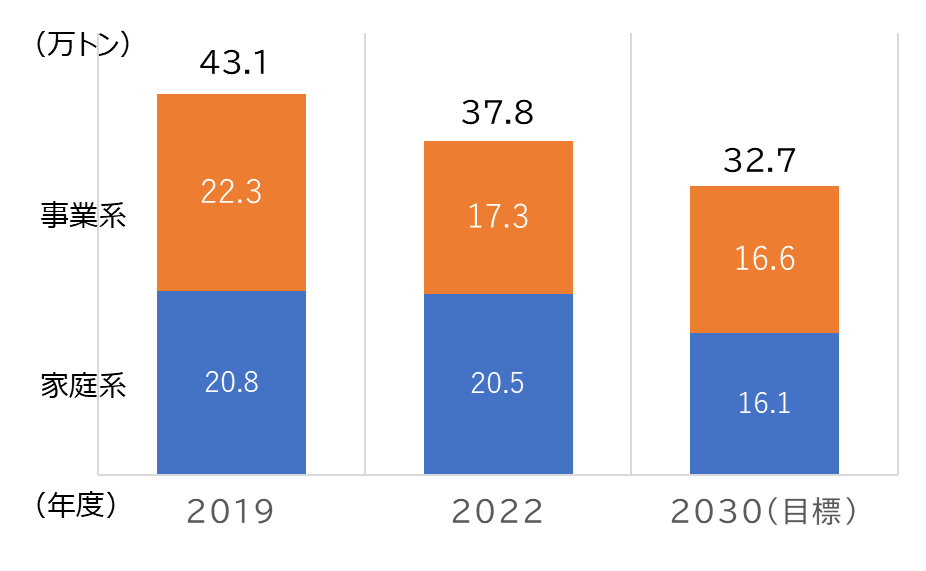 （万トン）
43.1
37.8
32.7
22.3
17.3
16.6
事業系
20.8
20.5
16.1
家庭系
（年度）
2019
2022
2030（目標）